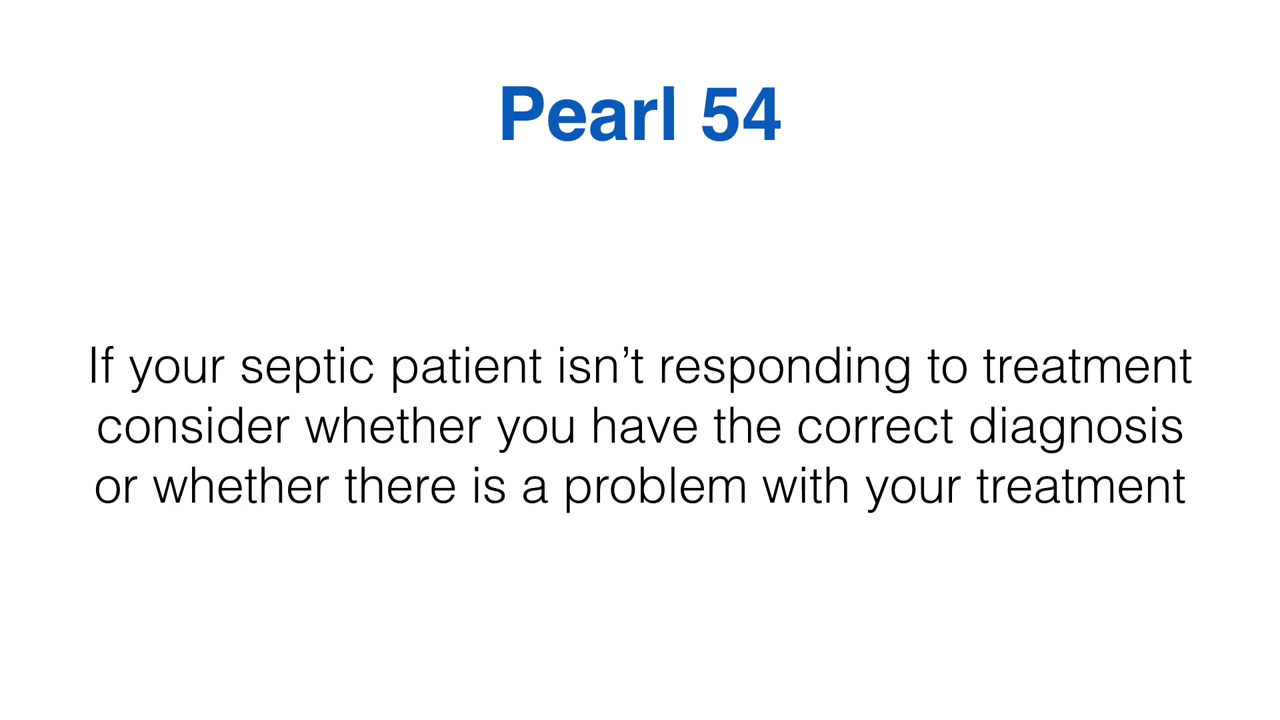 Pearl 54
If your septic patient isn’t responding to treatment
consider whether you have the correct diagnosis
or whether there is a problem with your treatment